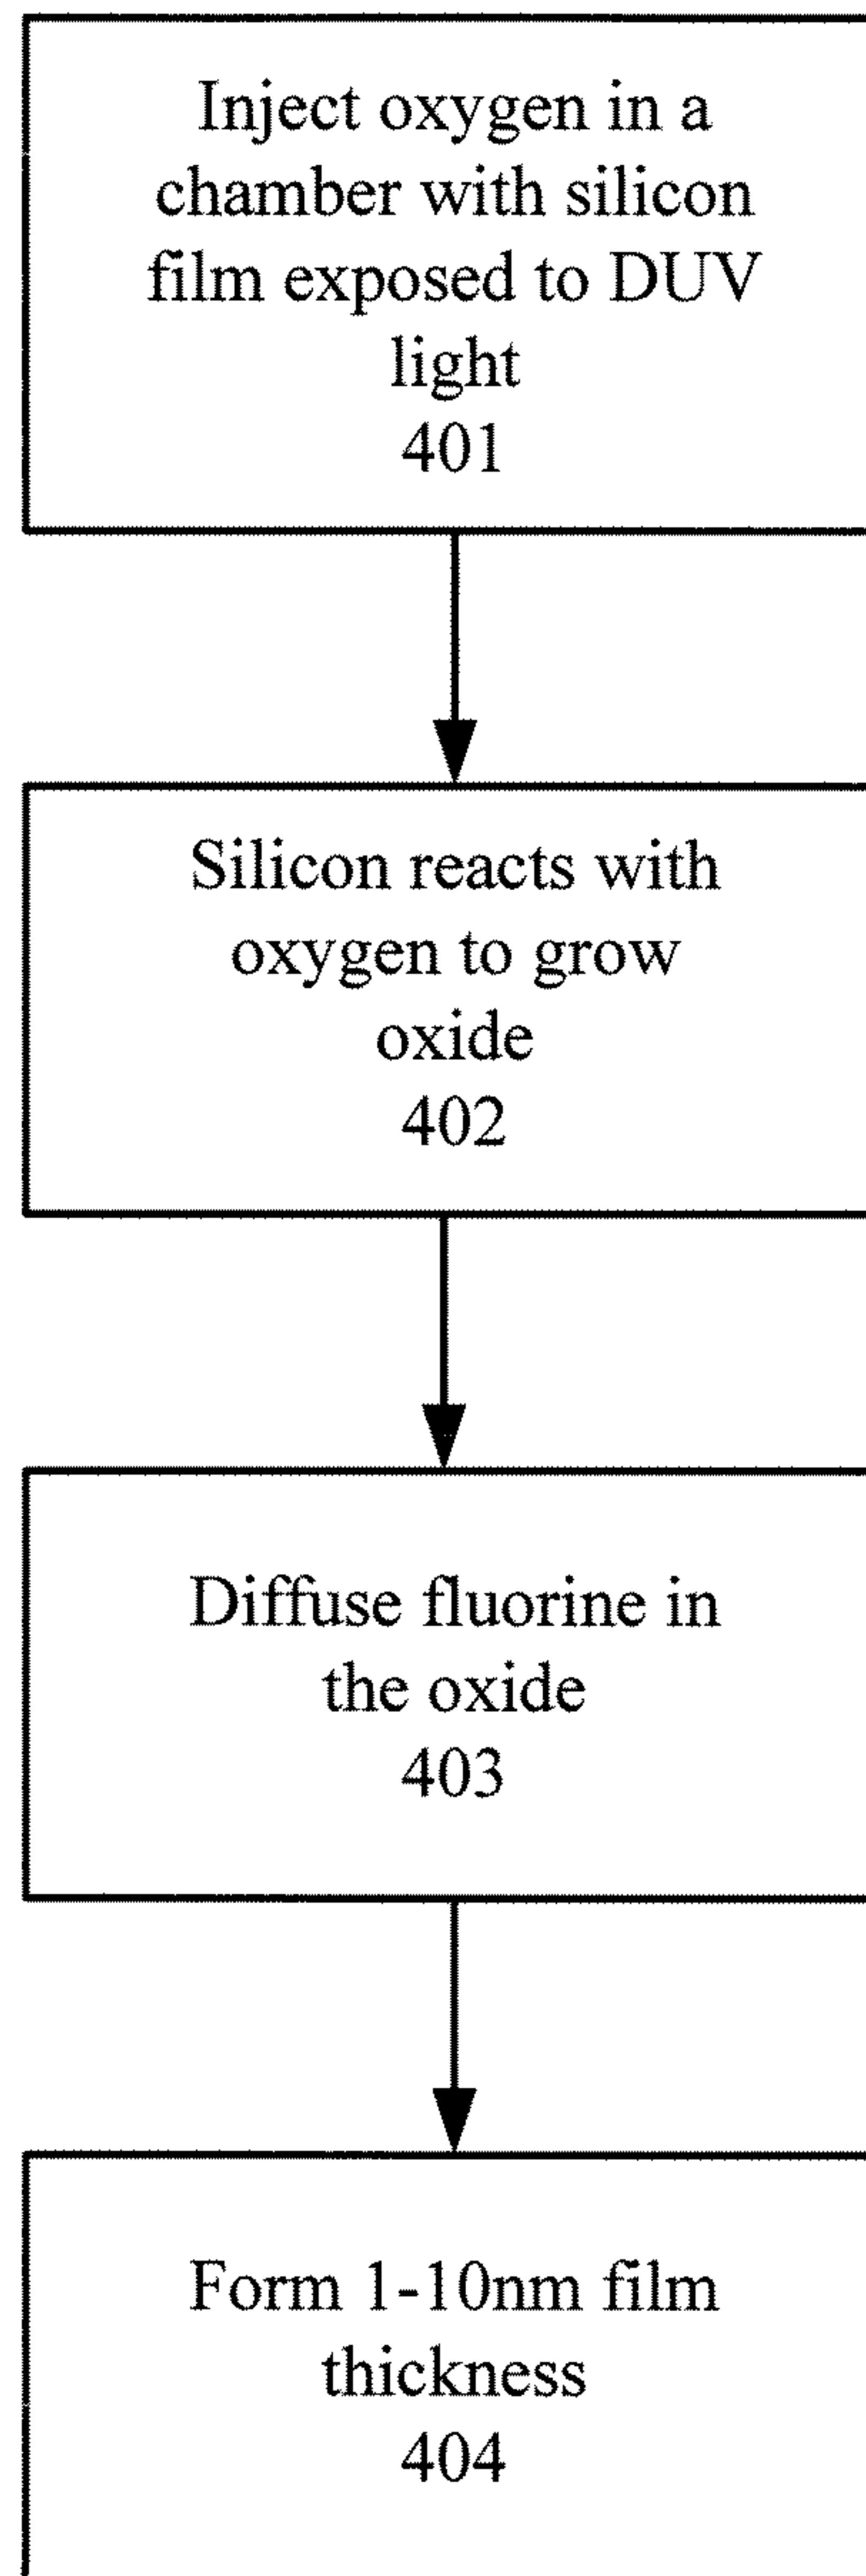 Inject oxygen in a
chamber with silicon
film exposed to DUV
light
401
Silicon reacts with
oxygen to grow
oxide
402
Diffuse fluorine in
the oxide
403
Form 1-10nm film
thickness
404